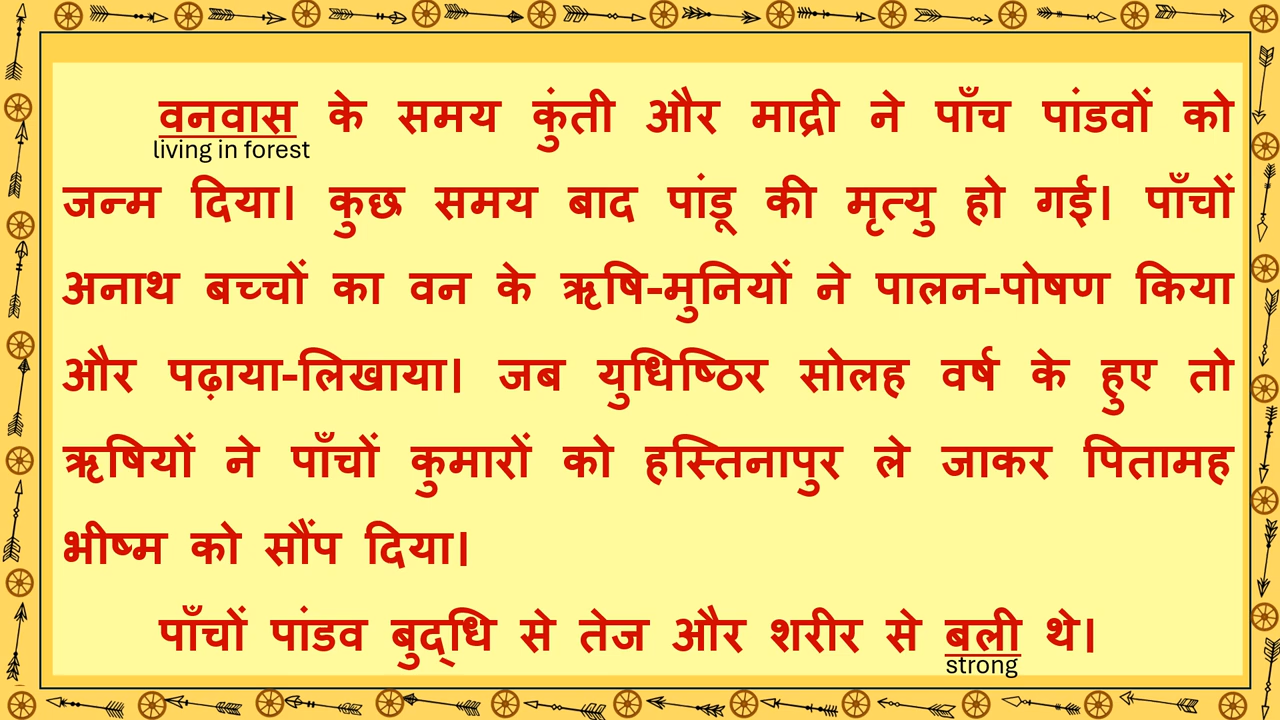 वनवास के समय कुंती और माद्री ने पाँच पांडवों को
living in forest
जन्म दिया। कुछ समय बाद पांडू की मृत्यु हो गई। पाँचों
अनाथ बच्चों का वन के ऋषि-मुनियों ने पालन-पोषण किया
और पढ़ाया-लिखाया। जब युधिष्ठिर सोलह वर्ष के हुए तो
ऋषियों ने पाँचों कुमारों को हस्तिनापुर ले जाकर पितामह
भीष्म को सौंप दिया।
पाँचों पांडव बुद्‌धि से तेज और शरीर से बली थे।
strong